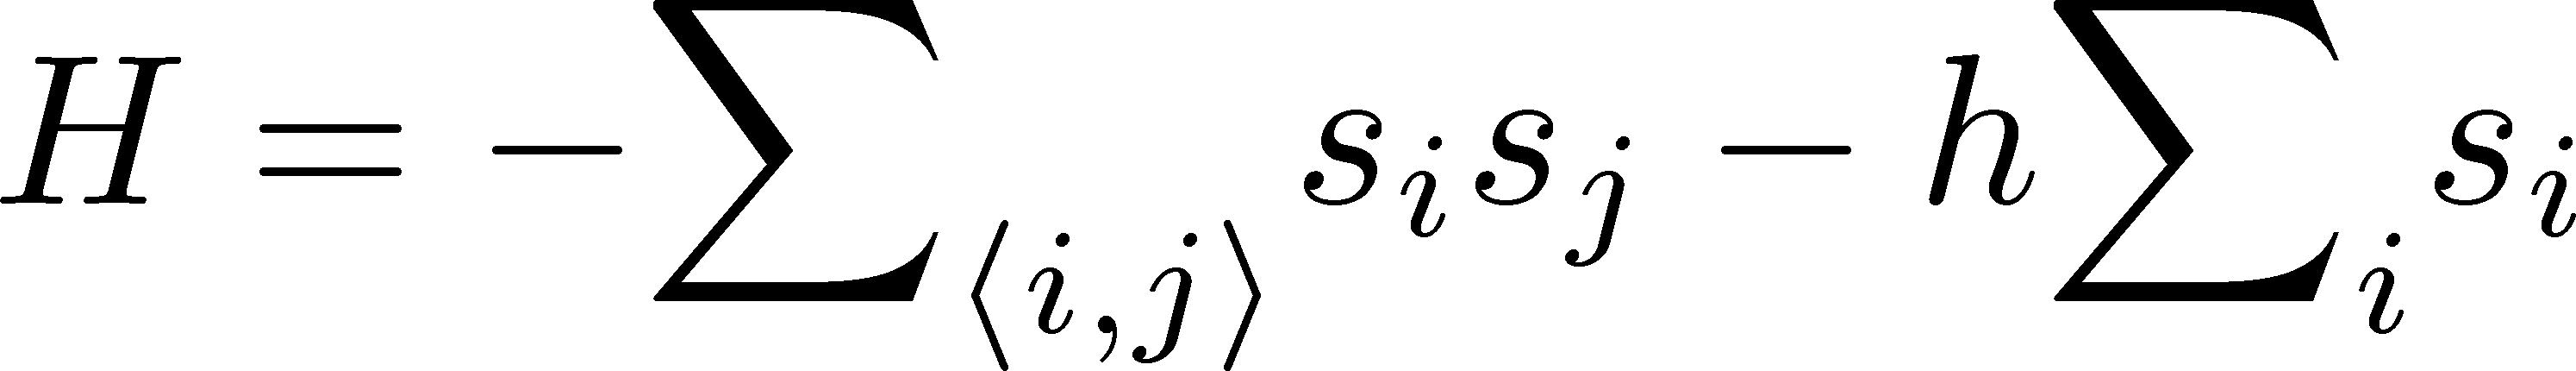 H = -∑_{⟨i,j⟩} s_i s_j - h∑_i s_i